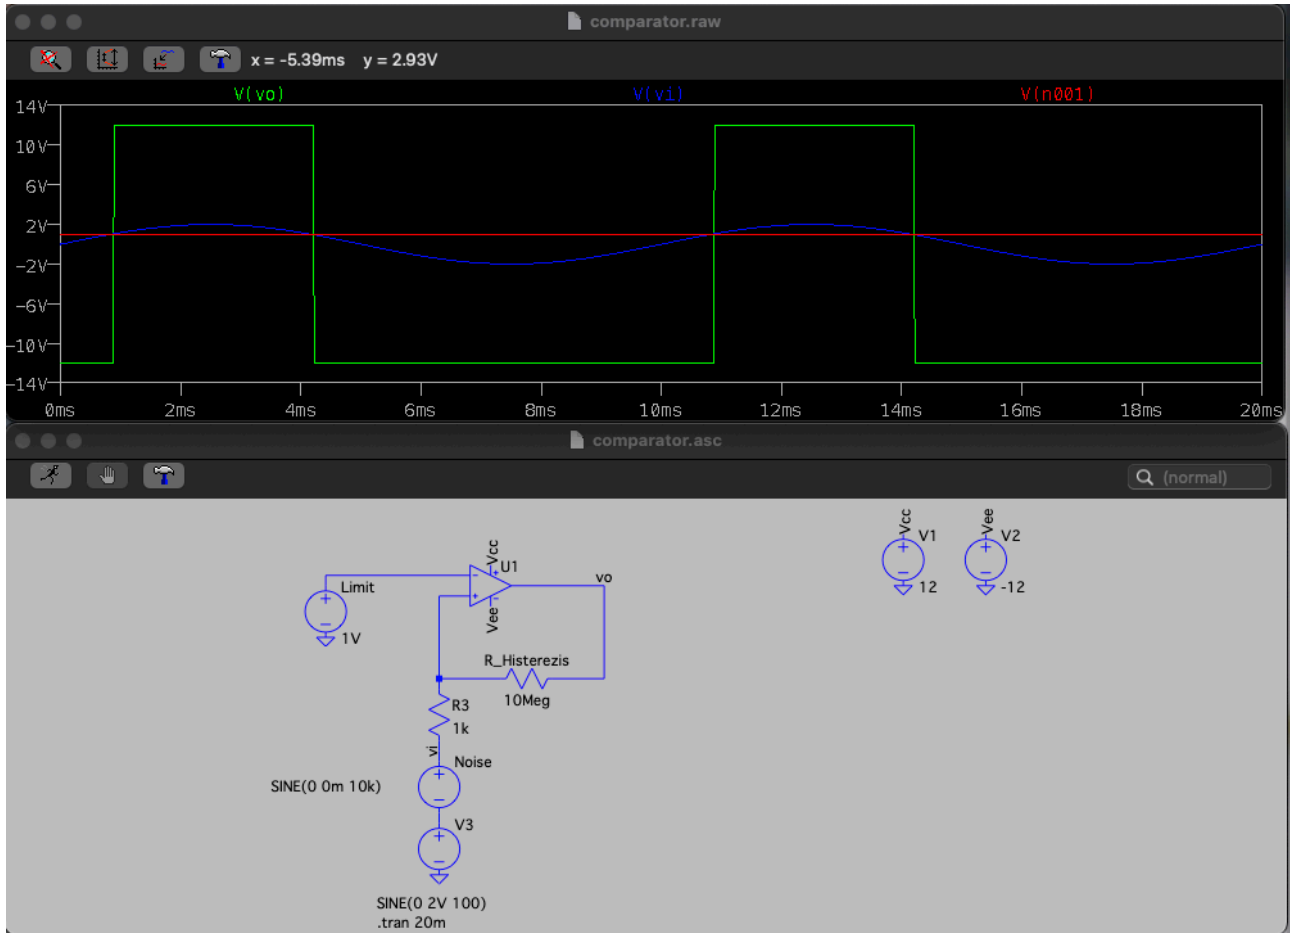 comparator.raw
x = -5.39ms y = 2.93V
V(vo) V(vi) V(n001)
14V
10V
6V
2V
-2V
-6V
-10V
-14V
0ms 2ms 4ms 6ms 8ms 10ms 12ms 14ms 16ms 18ms 20ms
comparator.asc
(normal)
Vcc
U1
Vee
vo
Limit
1V
R_Histerezis
10Meg
R3
1k
vi
Noise
SINE(0 0m 10k)
V3
SINE(0 2V 100)
.tran 20m
Vcc
V1
12
Vee
V2
-12